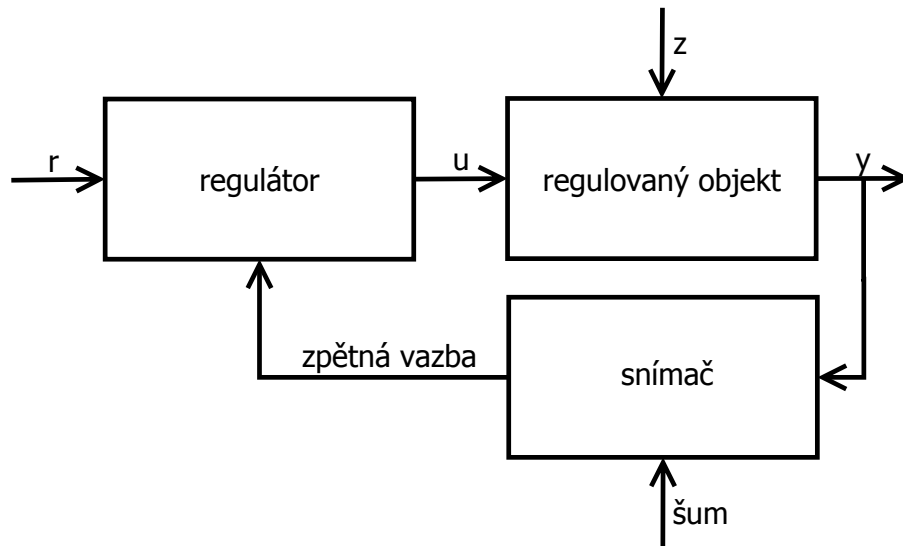 z
r
regulátor
u
regulovaný objekt
y
zpětná vazba
snímač
šum